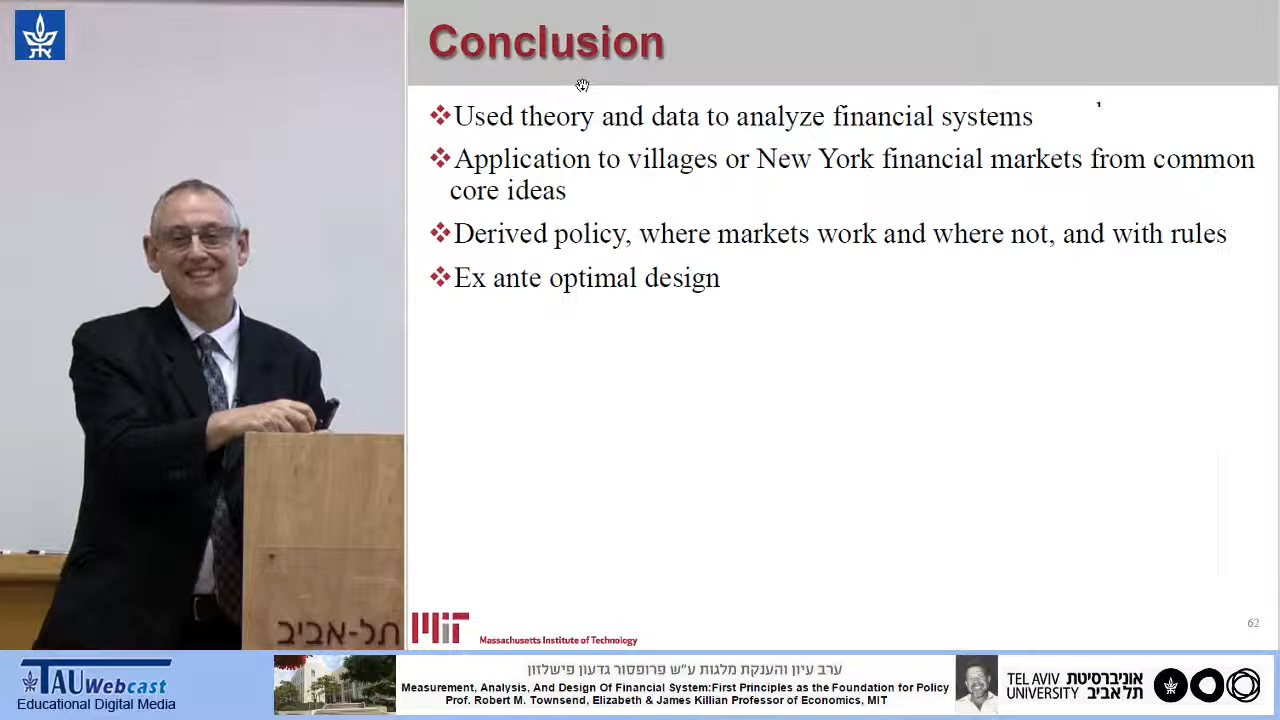 Conclusion
❖Used theory and data to analyze financial systems
❖Application to villages or New York financial markets from common
core ideas
❖Derived policy, where markets work and where not, and with rules
❖Ex ante optimal design
תל-אביב
MIT
Massachusetts Institute of Technology
62
TAU Webcast
Educational Digital Media
ערב עיון והענקת מלגות ע"ש פרופסור גדעון פישלזון
Measurement, Analysis, And Design Of Financial System:First Principles as the Foundation for Policy
Prof. Robert M. Townsend, Elizabeth & James Killian Professor of Economics, MIT
TEL AVIV אוניברסיטת
UNIVERSITY תל אביב